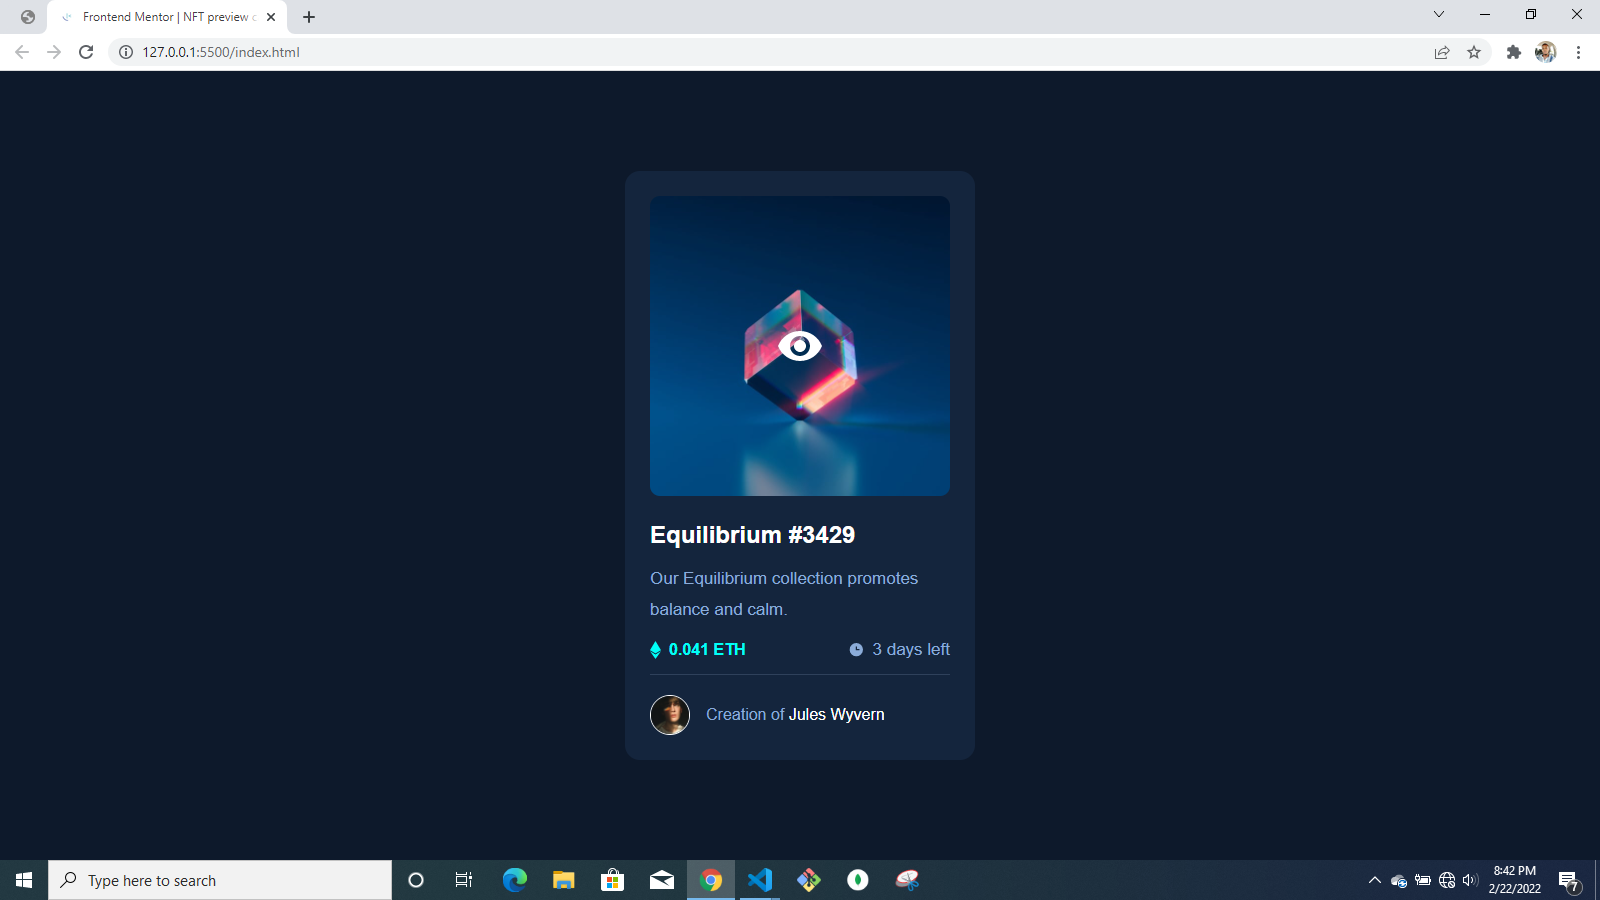 Frontend Mentor | NFT preview c
127.0.0.1:5500/index.html
Equilibrium #3429
Our Equilibrium collection promotes
balance and calm.
0.041 ETH
3 days left
Creation of Jules Wyvern
Type here to search
8:42 PM
2/22/2022
7